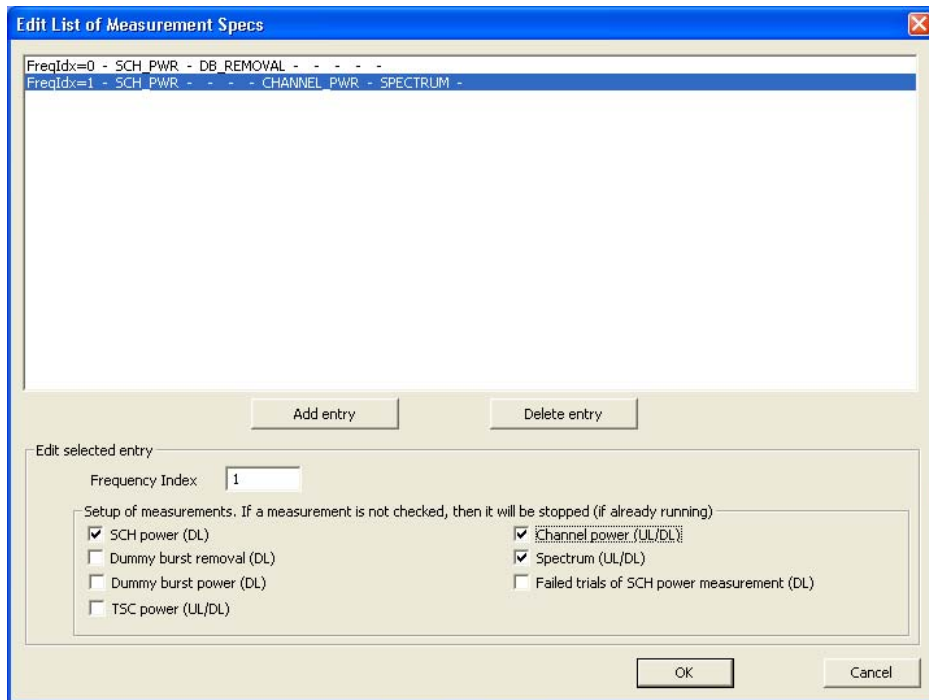 Edit List of Measurement Specs
FreqIdx=0 - SCH_PWR - DB_REMOVAL - - - - -
FreqIdx=1 - SCH_PWR - - - - CHANNEL_PWR - SPECTRUM -
Add entry
Delete entry
Edit selected entry
Frequency Index 1
Setup of measurements. If a measurement is not checked, then it will be stopped (if already running)
SCH power (DL)
Dummy burst removal (DL)
Dummy burst power (DL)
TSC power (UL/DL)
Channel power (UL/DL)
Spectrum (UL/DL)
Failed trials of SCH power measurement (DL)
OK
Cancel